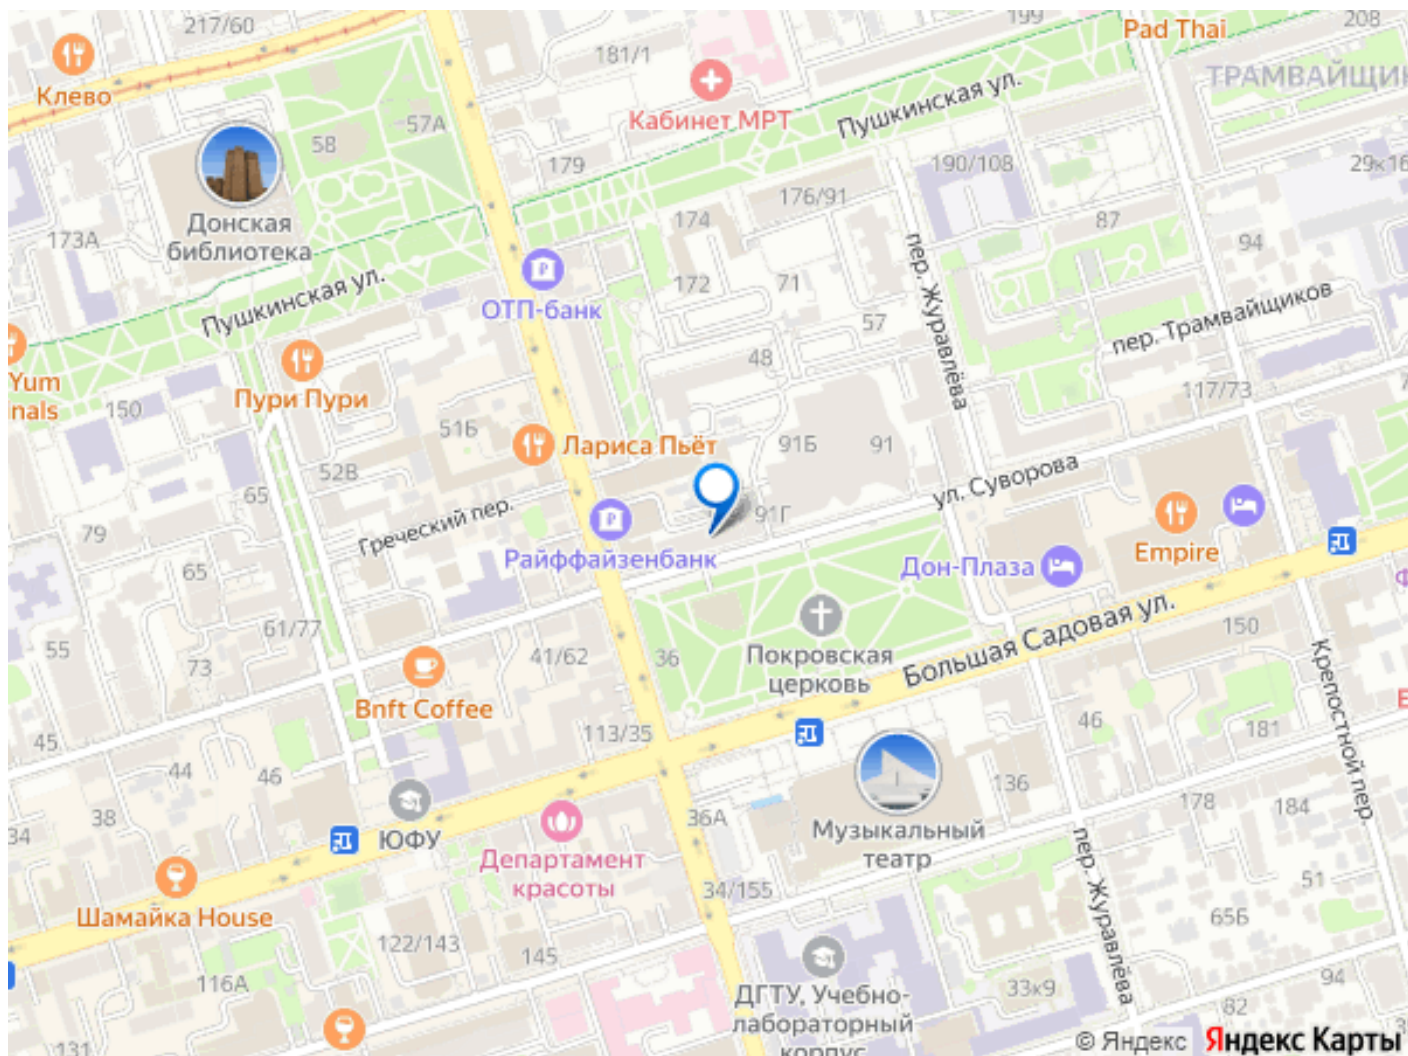 217/60
199
208
Pad Thai
181/1
ТРАМВАЙЩИК
Клево
Кабинет МРТ
Пушкинская ул.
57А
58
179
190/108
29к16
Донская
библиотека
173А
176/91
174
87
94
Пушкинская ул.
ОТП-банк
172
71
пер. Журавлёва
пер. Трамвайщиков
57
48
Yum
nals
Пури Пури
150
117/73
7
51Б
Лариса Пьёт
91Б
91
52В
65
ул. Суворова
Греческий пер.
91Г
79
Райффайзенбанк
Empire
Дон-Плаза
65
Ф
61/77
Большая Садовая ул.
150
55
73
41/62
36
Покровская
церковь
Крепостной пер.
Bnft Coffee
Е
46
181
45
113/35
44
46
136
178
184
38
34
36А
ЮФУ
Музыкальный
театр
Департамент
красоты
пер. Журавлёва
51
34/155
Шамайка House
65Б
122/143
145
116А
33к9
94
ДГТУ, Учебно-
лабораторный
корпус
82
3
131
© Яндекс
Яндекс Карты